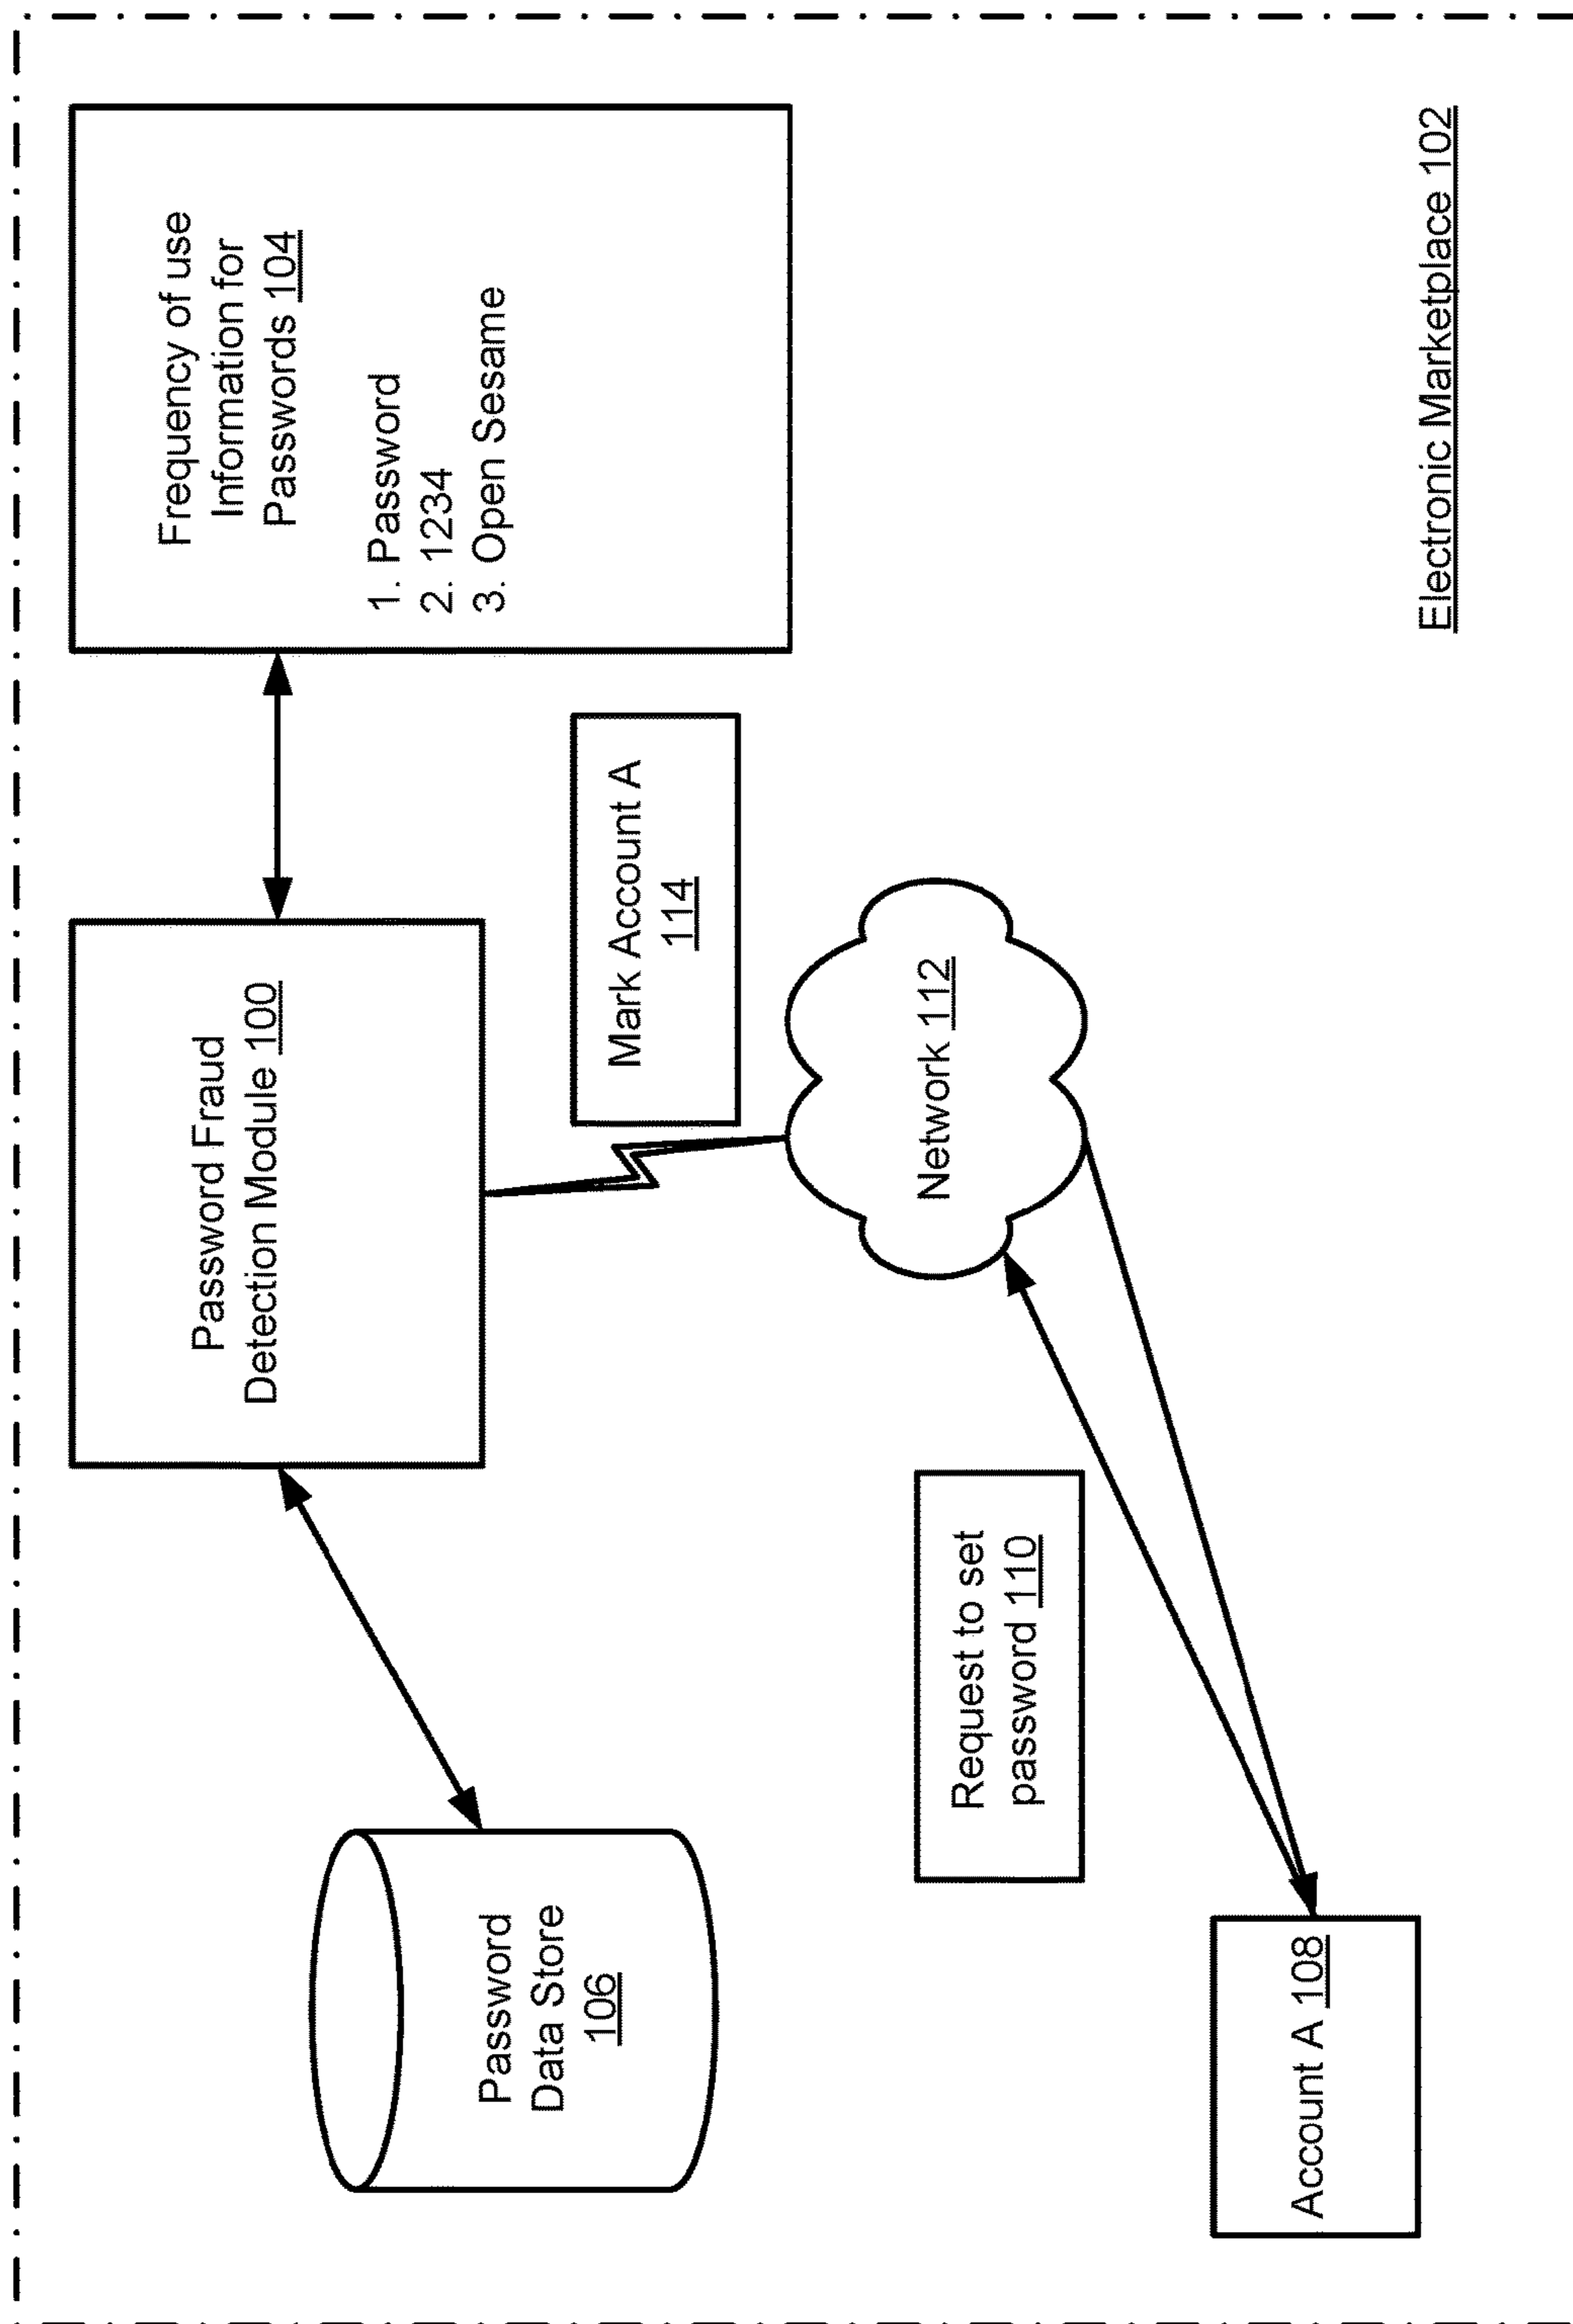 Password
Data Store
106
Password Fraud
Detection Module 100
Frequency of use
Information for
Passwords 104
1. Password
2. 1234
3. Open Sesame
Mark Account A
114
Network 112
Request to set
password 110
Account A 108
Electronic Marketplace 102